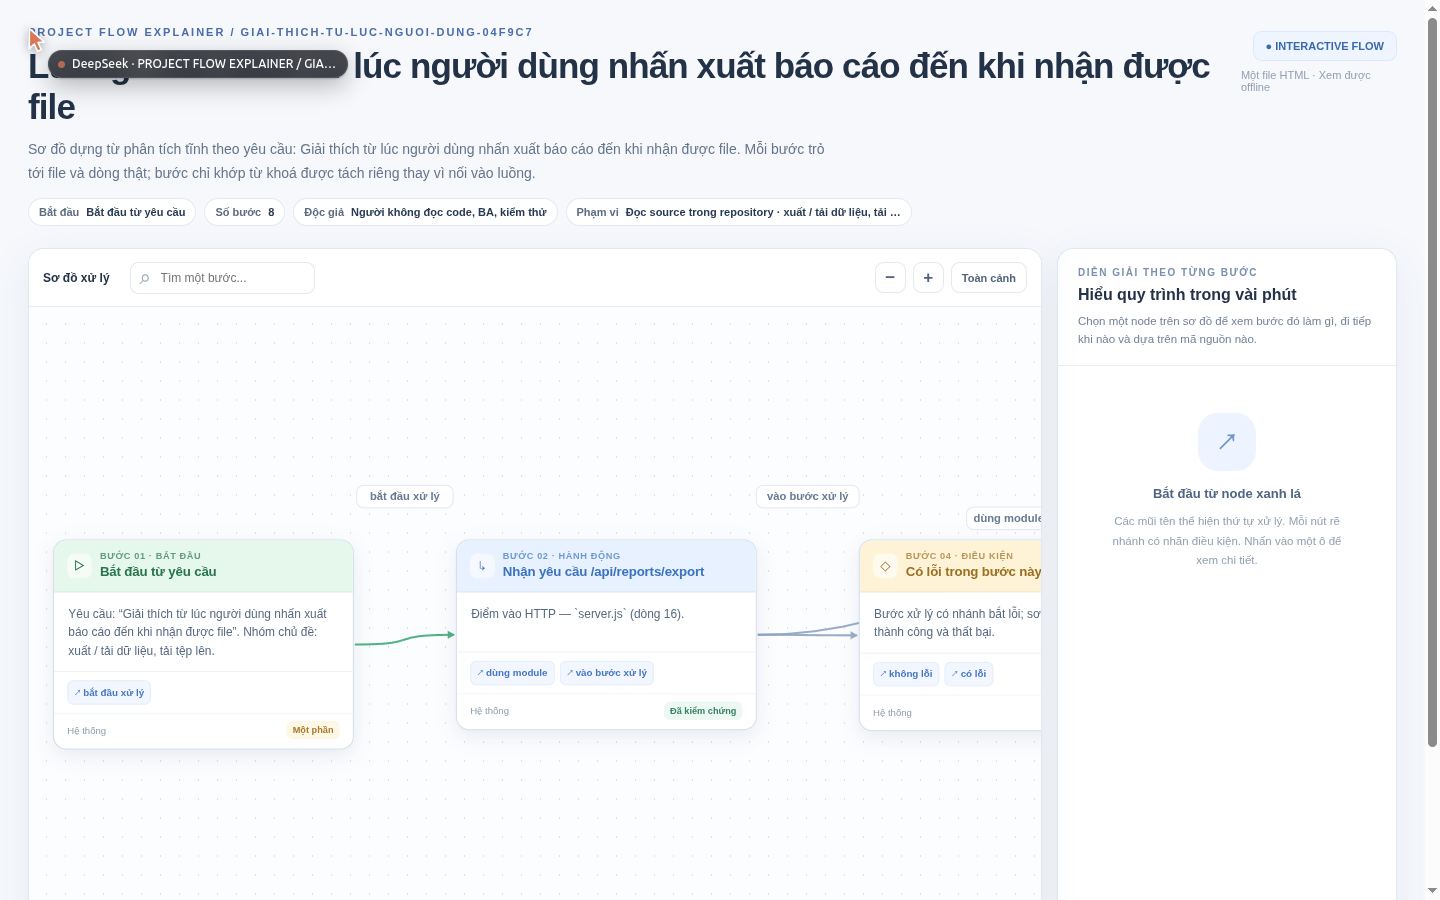 PROJECT FLOW EXPLAINER / GIAI-THICH-TU-LUC-NGUOI-DUNG-04F9C7
DeepSeek · PROJECT FLOW EXPLAINER / GIA...
lúc người dùng nhấn xuất báo cáo đến khi nhận được
file
● INTERACTIVE FLOW
Một file HTML · Xem được
offline
Sơ đồ dựng từ phân tích tĩnh theo yêu cầu: Giải thích từ lúc người dùng nhấn xuất báo cáo đến khi nhận được file. Mỗi bước trỏ
tới file và dòng thật; bước chỉ khớp từ khoá được tách riêng thay vì nối vào luồng.
Bắt đầu Bắt đầu từ yêu cầu
Số bước 8
Độc giả Người không đọc code, BA, kiểm thử
Phạm vi Đọc source trong repository · xuất / tải dữ liệu, tải ...
Sơ đồ xử lý
Tìm một bước...
−
+
Toàn cảnh
bắt đầu xử lý
vào bước xử lý
dùng module
BƯỚC 01 · BẮT ĐẦU
Bắt đầu từ yêu cầu
Yêu cầu: “Giải thích từ lúc người dùng nhấn xuất
báo cáo đến khi nhận được file”. Nhóm chủ đề:
xuất / tải dữ liệu, tải tệp lên.
↗ bắt đầu xử lý
Hệ thống
Một phần
BƯỚC 02 · HÀNH ĐỘNG
Nhận yêu cầu /api/reports/export
Điểm vào HTTP — `server.js` (dòng 16).
↗ dùng module
↗ vào bước xử lý
Hệ thống
Đã kiểm chứng
BƯỚC 04 · ĐIỀU KIỆN
Có lỗi trong bước này
Bước xử lý có nhánh bắt lỗi; sơ
thành công và thất bại.
↗ không lỗi
↗ có lỗi
Hệ thống
DIỄN GIẢI THEO TỪNG BƯỚC
Hiểu quy trình trong vài phút
Chọn một node trên sơ đồ để xem bước đó làm gì, đi tiếp
khi nào và dựa trên mã nguồn nào.
Bắt đầu từ node xanh lá
Các mũi tên thể hiện thứ tự xử lý. Mỗi nút rẽ
nhánh có nhãn điều kiện. Nhấn vào một ô để
xem chi tiết.